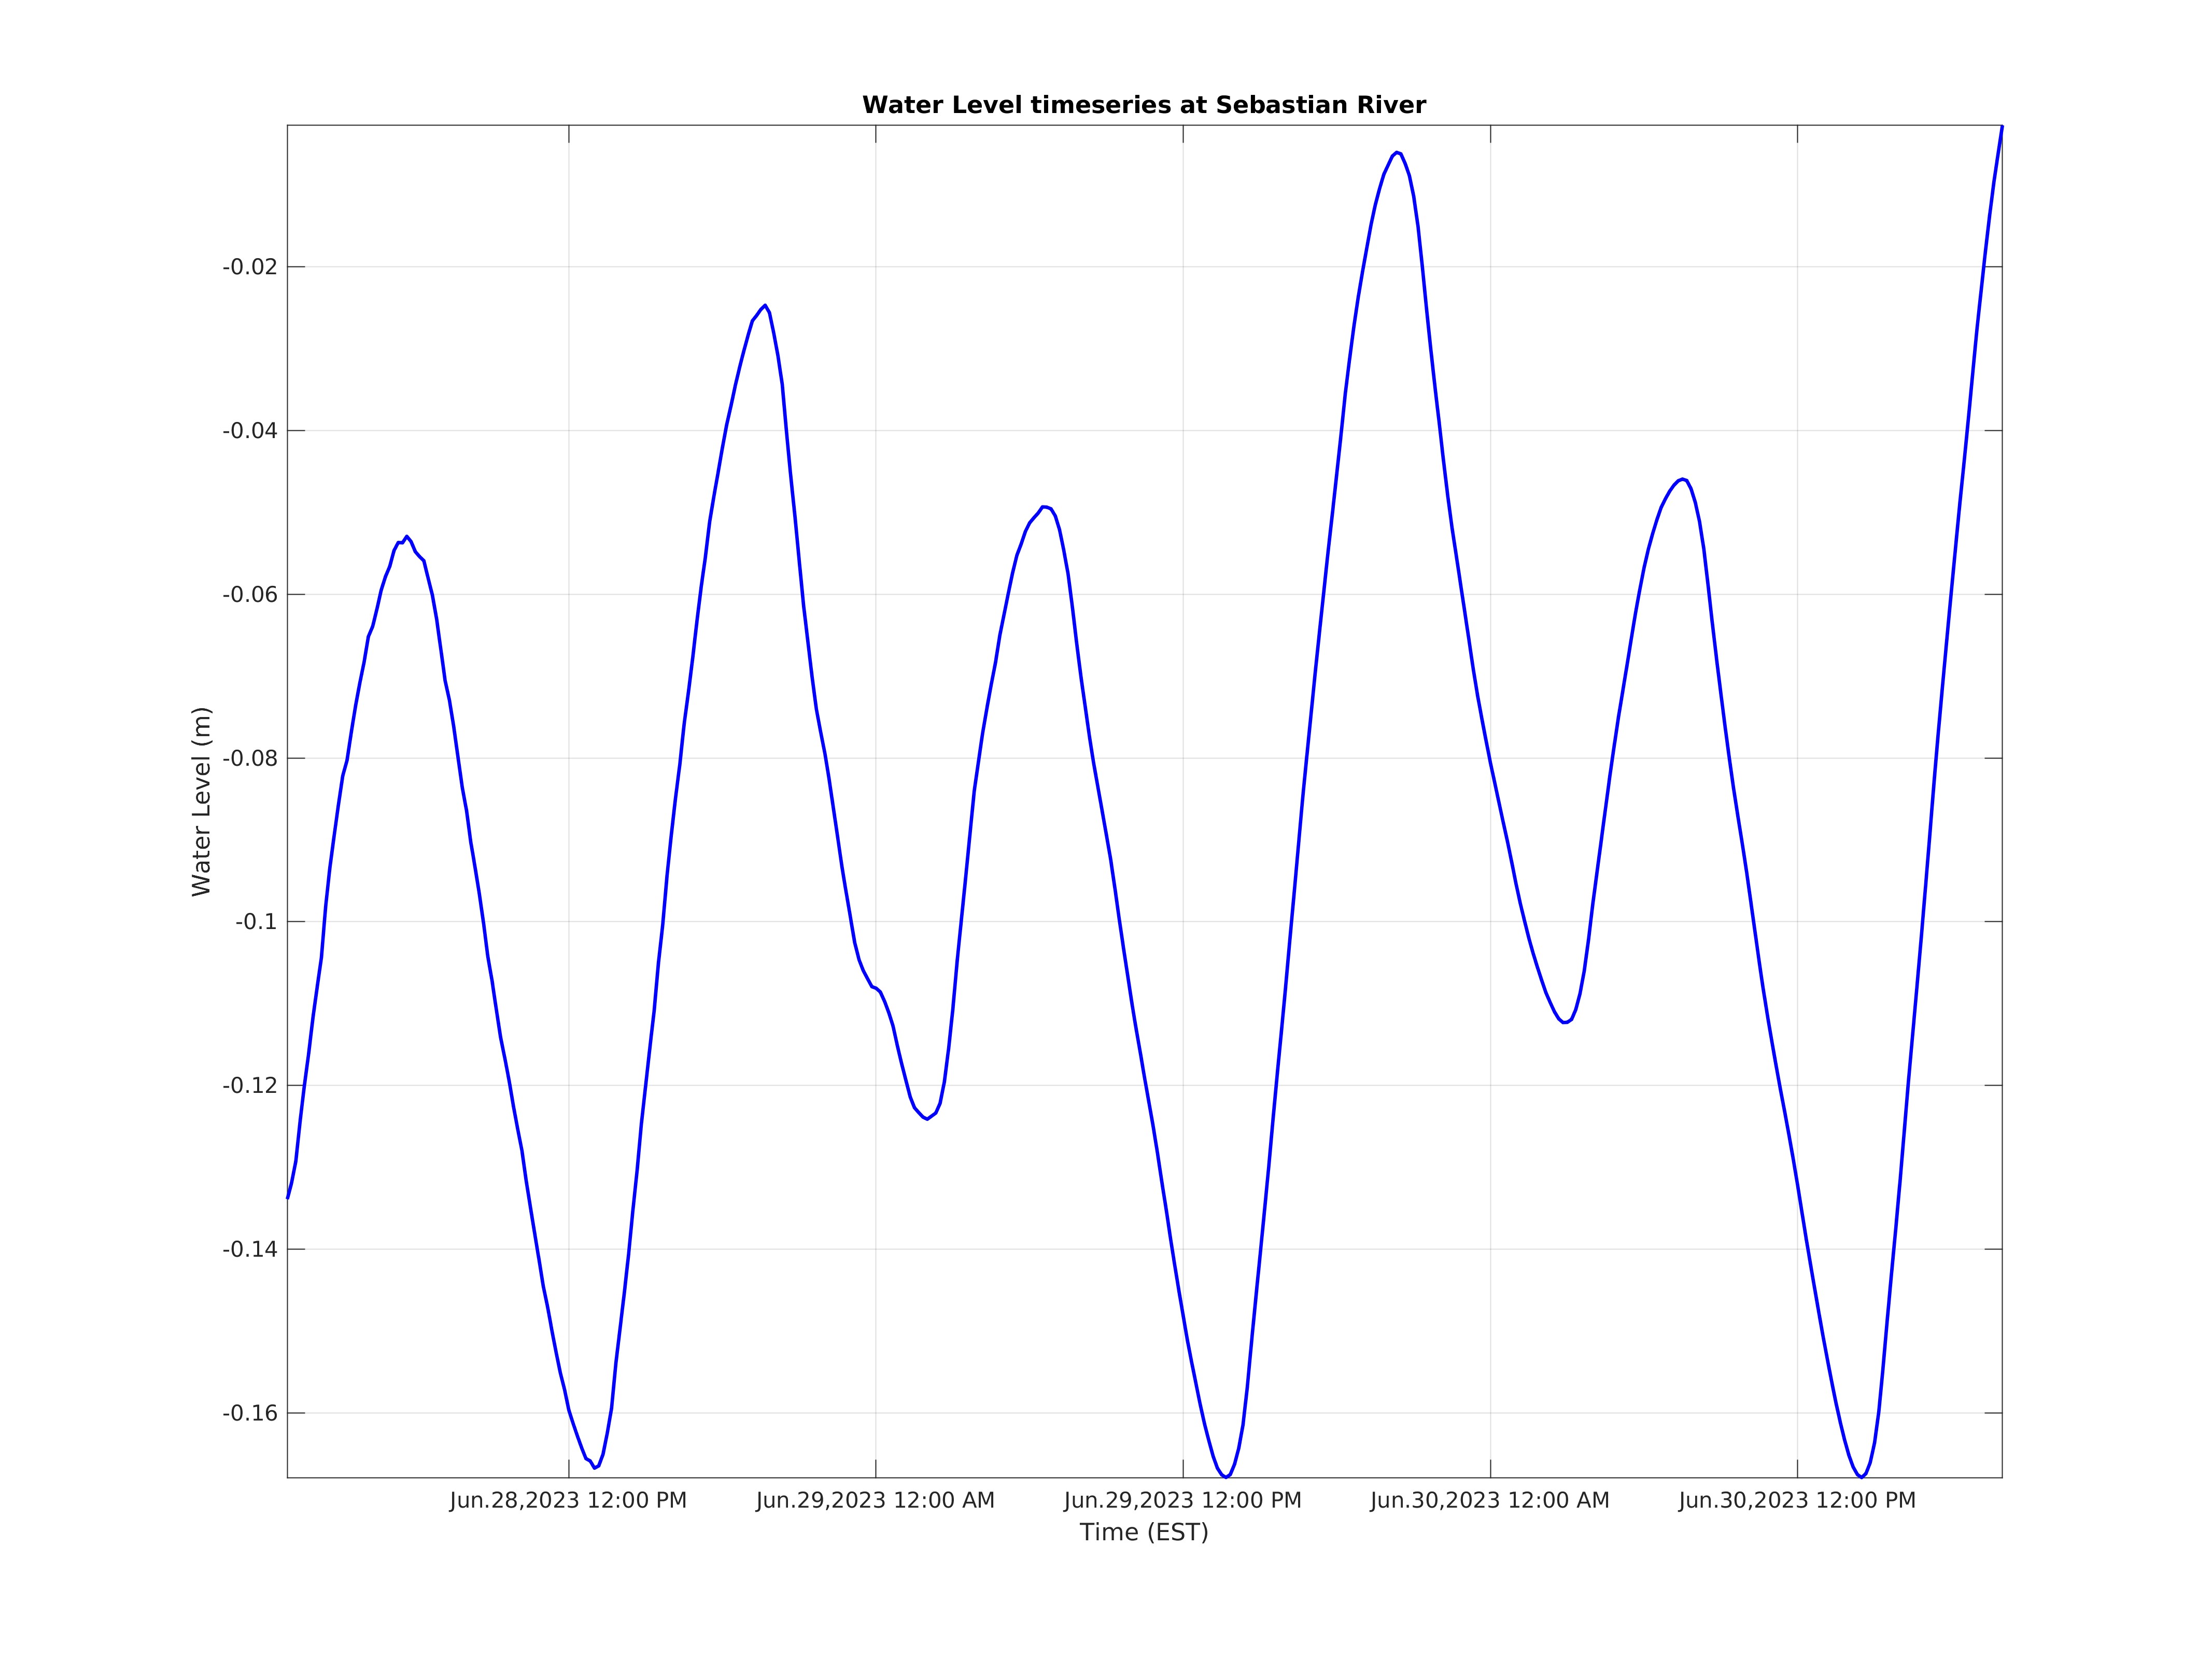 Water Level timeseries at Sebastian River
Water Level (m)
-0.02
-0.04
-0.06
-0.08
-0.1
-0.12
-0.14
-0.16
Jun.28,2023 12:00 PM
Jun.29,2023 12:00 AM
Jun.29,2023 12:00 PM
Jun.30,2023 12:00 AM
Jun.30,2023 12:00 PM
Time (EST)